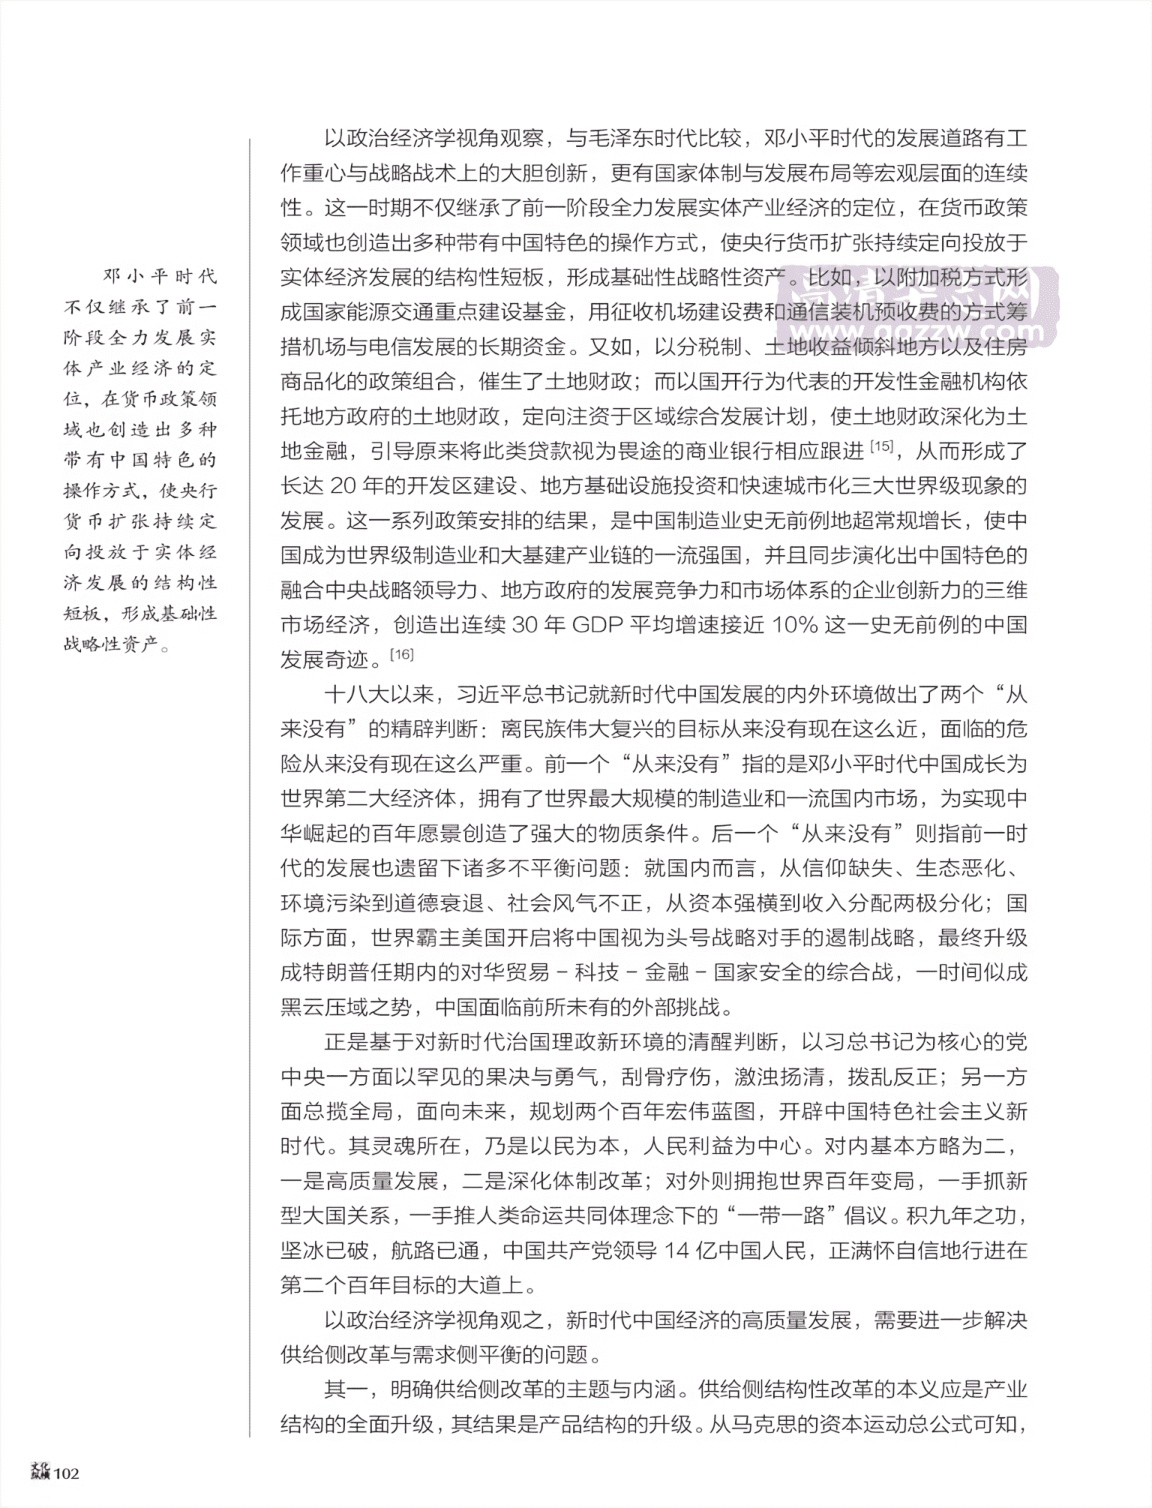 以政治经济学视角观察，与毛泽东时代比较，邓小平时代的发展道路有工
作重心与战略战术上的大胆创新，更有国家体制与发展布局等宏观层面的连续
性。这一时期不仅继承了前一阶段全力发展实体产业经济的定位，在货币政策
领域也创造出多种带有中国特色的操作方式，使央行货币扩张持续定向投放于
实体经济发展的结构性短板，形成基础性战略性资产。比如，以附加税方式形
成国家能源交通重点建设基金，用征收机场建设费和通信装机预收费的方式筹
措机场与电信发展的长期资金。又如，以分税制、土地收益倾斜地方以及住房
商品化的政策组合，催生了土地财政；而以国开行为代表的开发性金融机构依
托地方政府的土地财政，定向注资于区域综合发展计划，使土地财政深化为土
地金融，引导原来将此类贷款视为畏途的商业银行相应跟进 [15]，从而形成了
长达 20 年的开发区建设、地方基础设施投资和快速城市化三大世界级现象的
发展。这一系列政策安排的结果，是中国制造业史无前例地超常规增长，使中
国成为世界级制造业和大基建产业链的一流强国，并且同步演化出中国特色的
融合中央战略领导力、地方政府的发展竞争力和市场体系的企业创新力的三维
市场经济，创造出连续 30 年 GDP 平均增速接近 10% 这一史无前例的中国
发展奇迹。[16]
十八大以来，习近平总书记就新时代中国发展的内外环境做出了两个“从
来没有”的精辟判断：离民族伟大复兴的目标从来没有现在这么近，面临的危
险从来没有现在这么严重。前一个“从来没有”指的是邓小平时代中国成长为
世界第二大经济体，拥有了世界最大规模的制造业和一流国内市场，为实现中
华崛起的百年愿景创造了强大的物质条件。后一个“从来没有”则指前一时
代的发展也遗留下诸多不平衡问题：就国内而言，从信仰缺失、生态恶化、
环境污染到道德衰退、社会风气不正，从资本强横到收入分配两极分化；国
际方面，世界霸主美国开启将中国视为头号战略对手的遏制战略，最终升级
成特朗普任期内的对华贸易－科技－金融－国家安全的综合战，一时间似成
黑云压域之势，中国面临前所未有的外部挑战。
正是基于对新时代治国理政新环境的清醒判断，以习总书记为核心的党
中央一方面以罕见的果决与勇气，刮骨疗伤，激浊扬清，拨乱反正；另一方
面总揽全局，面向未来，规划两个百年宏伟蓝图，开辟中国特色社会主义新
时代。其灵魂所在，乃是以民为本，人民利益为中心。对内基本方略为二，
一是高质量发展，二是深化体制改革；对外则拥抱世界百年变局，一手抓新
型大国关系，一手推人类命运共同体理念下的“一带一路”倡议。积九年之功，
坚冰已破，航路已通，中国共产党领导 14 亿中国人民，正满怀自信地行进在
第二个百年目标的大道上。
以政治经济学视角观之，新时代中国经济的高质量发展，需要进一步解决
供给侧改革与需求侧平衡的问题。
其一，明确供给侧改革的主题与内涵。供给侧结构性改革的本义应是产业
结构的全面升级，其结果是产品结构的升级。从马克思的资本运动总公式可知，
邓小平时代
不仅继承了前一
阶段全力发展实
体产业经济的定
位，在货币政策领
域也创造出多种
带有中国特色的
操作方式，使央行
货币扩张持续定
向投放于实体经
济发展的结构性
短板，形成基础性
战略性资产。
高清杂志网
www.gqzzw.com
文化
纵横 102